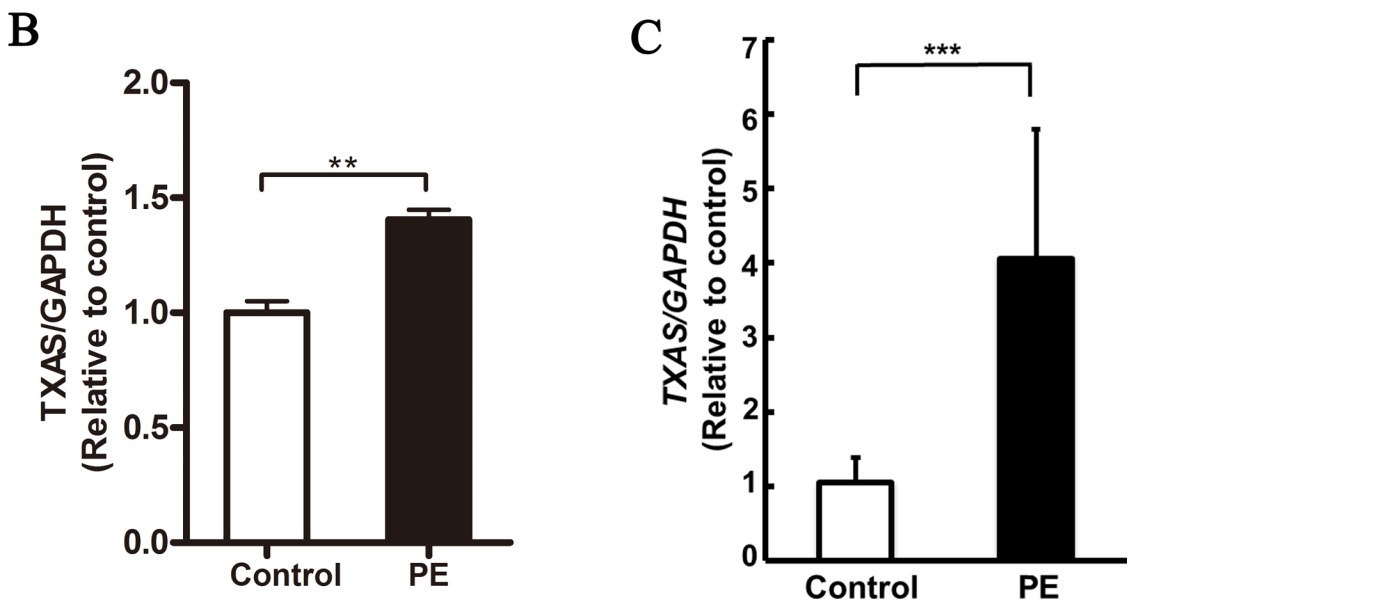 B
2.0
1.5
1.0
0.5
0.0
TXAS/GAPDH
(Relative to control)
**
Control
PE
C
7
6
5
4
3
2
1
0
TXAS/GAPDH
(Relative to control)
***
Control
PE